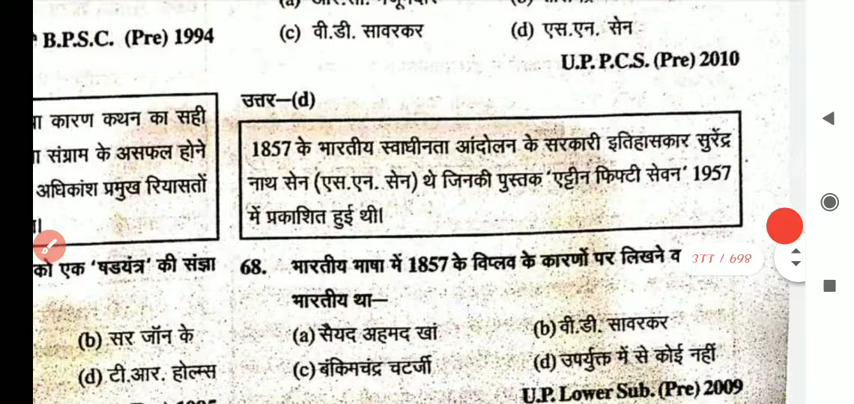 B.P.S.C. (Pre) 1994
(c) वी.डी. सावरकर
(d) एस.एन. सेन
U.P. P.C.S. (Pre) 2010
उत्तर—(d)
कारण कथन का सही
संग्राम के असफल होने
अधिकांश प्रमुख रियासतों
1857 के भारतीय स्वाधीनता आंदोलन के सरकारी इतिहासकार सुरेंद्र
नाथ सेन (एस.एन. सेन) थे जिनकी पुस्तक 'एट्टीन फिफ्टी सेवन' 1957
में प्रकाशित हुई थी।
को एक 'षडयंत्र' की संज्ञा
(b) सर जॉन के
(d) टी.आर. होल्म्स
68. भारतीय भाषा में 1857 के विप्लव के कारणों पर लिखने व
भारतीय था—
(a) सैयद अहमद खां
(b) वी.डी. सावरकर
(c) बंकिमचंद्र चटर्जी
(d) उपर्युक्त में से कोई नहीं
U.P. Lower Sub. (Pre) 2009
377 / 698